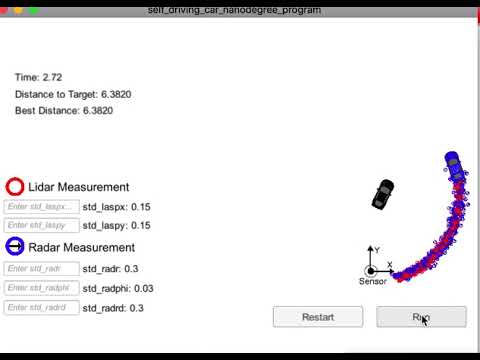 self_driving_car_nanodegree_program
Time: 2.72
Distance to Target: 6.3820
Best Distance: 6.3820
Lidar Measurement
Enter std_laspx... std_laspx: 0.15
Enter std_laspy std_laspy: 0.15
Radar Measurement
Enter std_radr std_radr: 0.3
Enter std_radphi std_radphi: 0.03
Enter std_radrd std_radrd: 0.3
Y
X
Sensor
Restart
Run